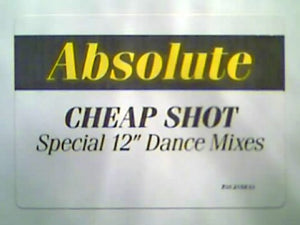 Absolute
CHEAP SHOT
Special 12" Dance Mixes